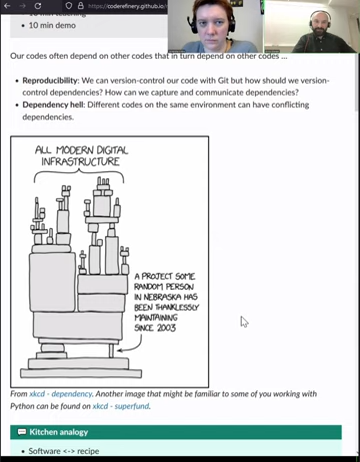 https://coderefinery.github.io/
10 min demo
Our codes often depend on other codes that in turn depend on other codes ...
Reproducibility: We can version-control our code with Git but how should we version-
control dependencies? How can we capture and communicate dependencies?
Dependency hell: Different codes on the same environment can have conflicting
dependencies.
ALL MODERN DIGITAL
INFRASTRUCTURE
A PROJECT SOME
RANDOM PERSON
IN NEBRASKA HAS
BEEN THANKLESSLY
MAINTAINING
SINCE 2003
From xkcd - dependency. Another image that might be familiar to some of you working with
Python can be found on xkcd - superfund.
Kitchen analogy
Software <-> recipe